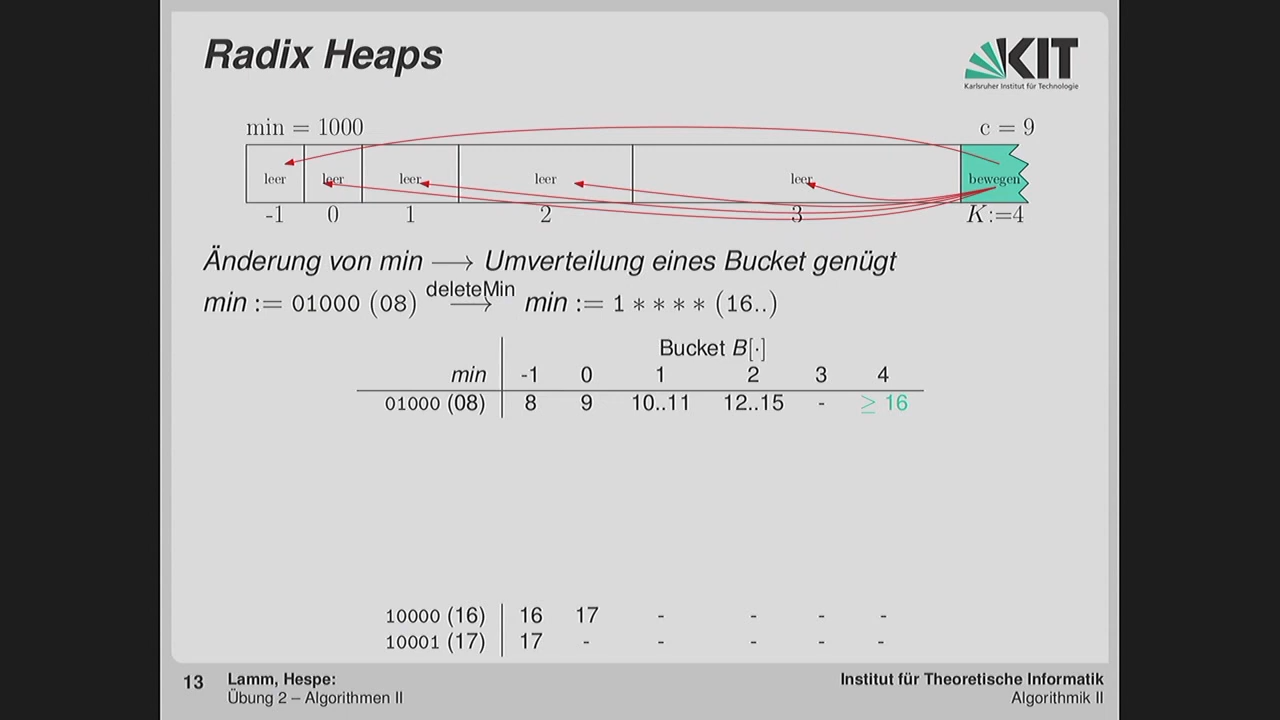 Radix Heaps
KIT
Karlsruher Institut für Technologie
min = 1000 c = 9
leer leer leer leer leer bewegen
-1 0 1 2 3 K:=4
Änderung von min ⟶ Umverteilung eines Bucket genügt
min := 01000 (08) deleteMin ⟶ min := 1 * * * * (16..)
Bucket B[·]
min -1 0 1 2 3 4
01000 (08) 8 9 10..11 12..15 - ≥ 16
10000 (16) 16 17 - - - -
10001 (17) 17 - - - - -
13 Lamm, Hespe: Institut für Theoretische Informatik
Übung 2 – Algorithmen II Algorithmik II